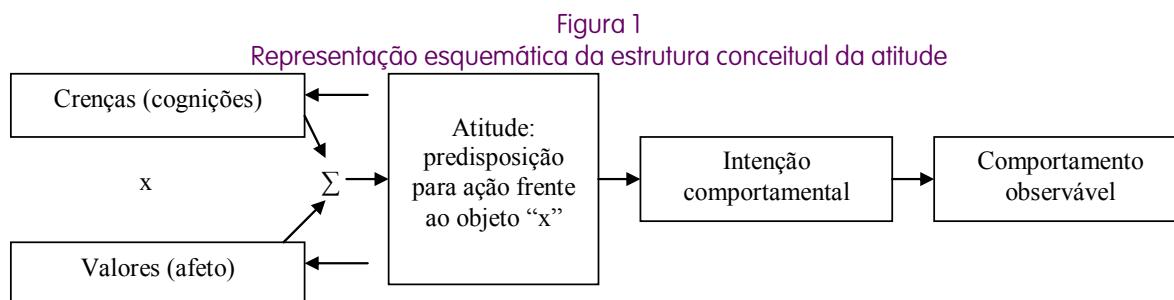 Figura 1
Representação esquemática da estrutura conceitual da atitude
Crenças (cognições)
x
Valores (afeto)
∑
Atitude:
predisposição
para ação frente
ao objeto “x”
Intenção
comportamental
Comportamento
observável